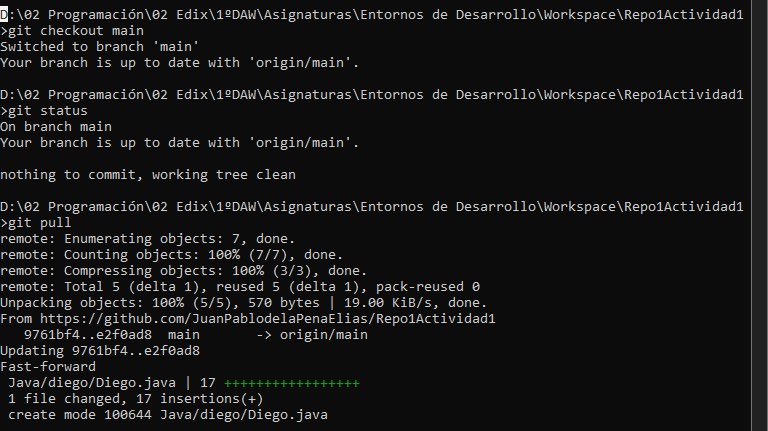 D:\02 Programación\02 Edix\1ºDAW\Asignaturas\Entornos de Desarrollo\Workspace\Repo1Actividad1
>git checkout main
Switched to branch 'main'
Your branch is up to date with 'origin/main'.
D:\02 Programación\02 Edix\1ºDAW\Asignaturas\Entornos de Desarrollo\Workspace\Repo1Actividad1
>git status
On branch main
Your branch is up to date with 'origin/main'.
nothing to commit, working tree clean
D:\02 Programación\02 Edix\1ºDAW\Asignaturas\Entornos de Desarrollo\Workspace\Repo1Actividad1
>git pull
remote: Enumerating objects: 7, done.
remote: Counting objects: 100% (7/7), done.
remote: Compressing objects: 100% (3/3), done.
remote: Total 5 (delta 1), reused 5 (delta 1), pack-reused 0
Unpacking objects: 100% (5/5), 570 bytes | 19.00 KiB/s, done.
From https://github.com/JuanPablodelaPenaElias/Repo1Actividad1
   9761bf4..e2f0ad8  main       -> origin/main
Updating 9761bf4..e2f0ad8
Fast-forward
 Java/diego/Diego.java | 17 +++++++++++++++++
 1 file changed, 17 insertions(+)
 create mode 100644 Java/diego/Diego.java